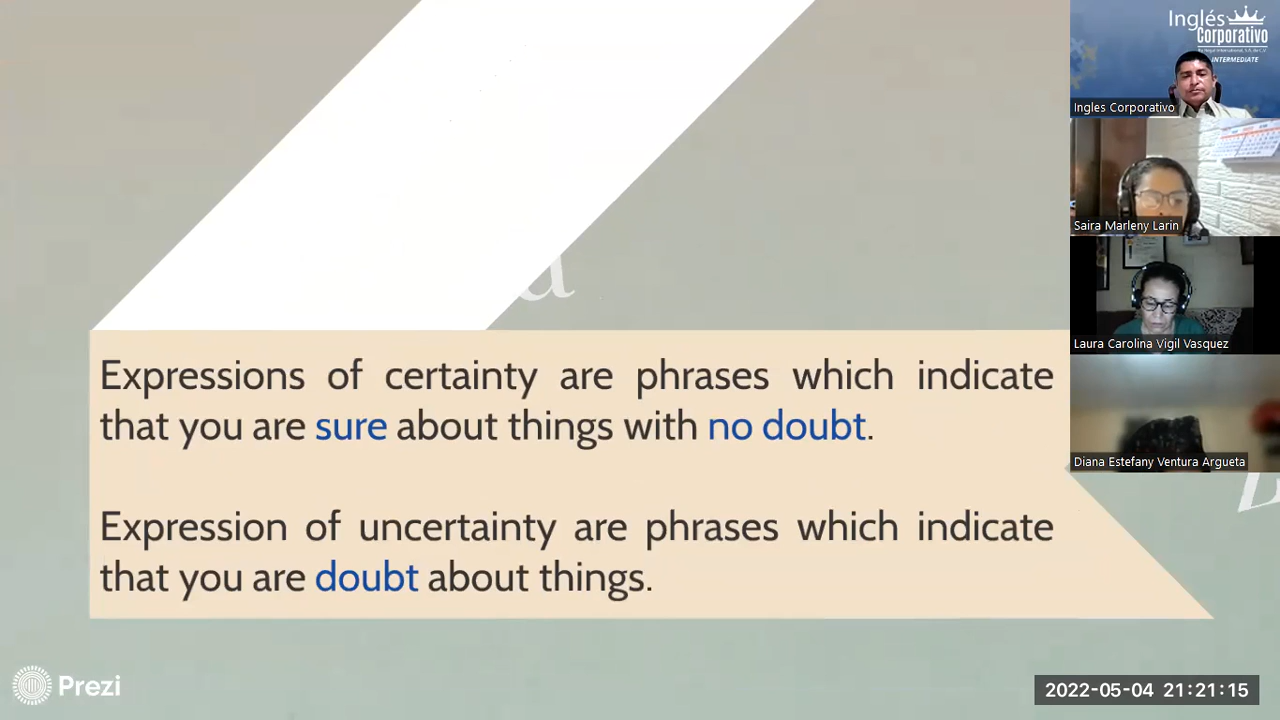 Expressions of certainty are phrases which indicate
that you are sure about things with no doubt.
Expression of uncertainty are phrases which indicate
that you are doubt about things.
Prezi
Inglés
Corporativo
INTERMEDIATE
Ingles Corporativo
Saira Marleny Larin
Laura Carolina Vigil Vasquez
Diana Estefany Ventura Argueta
2022-05-04 21:21:15